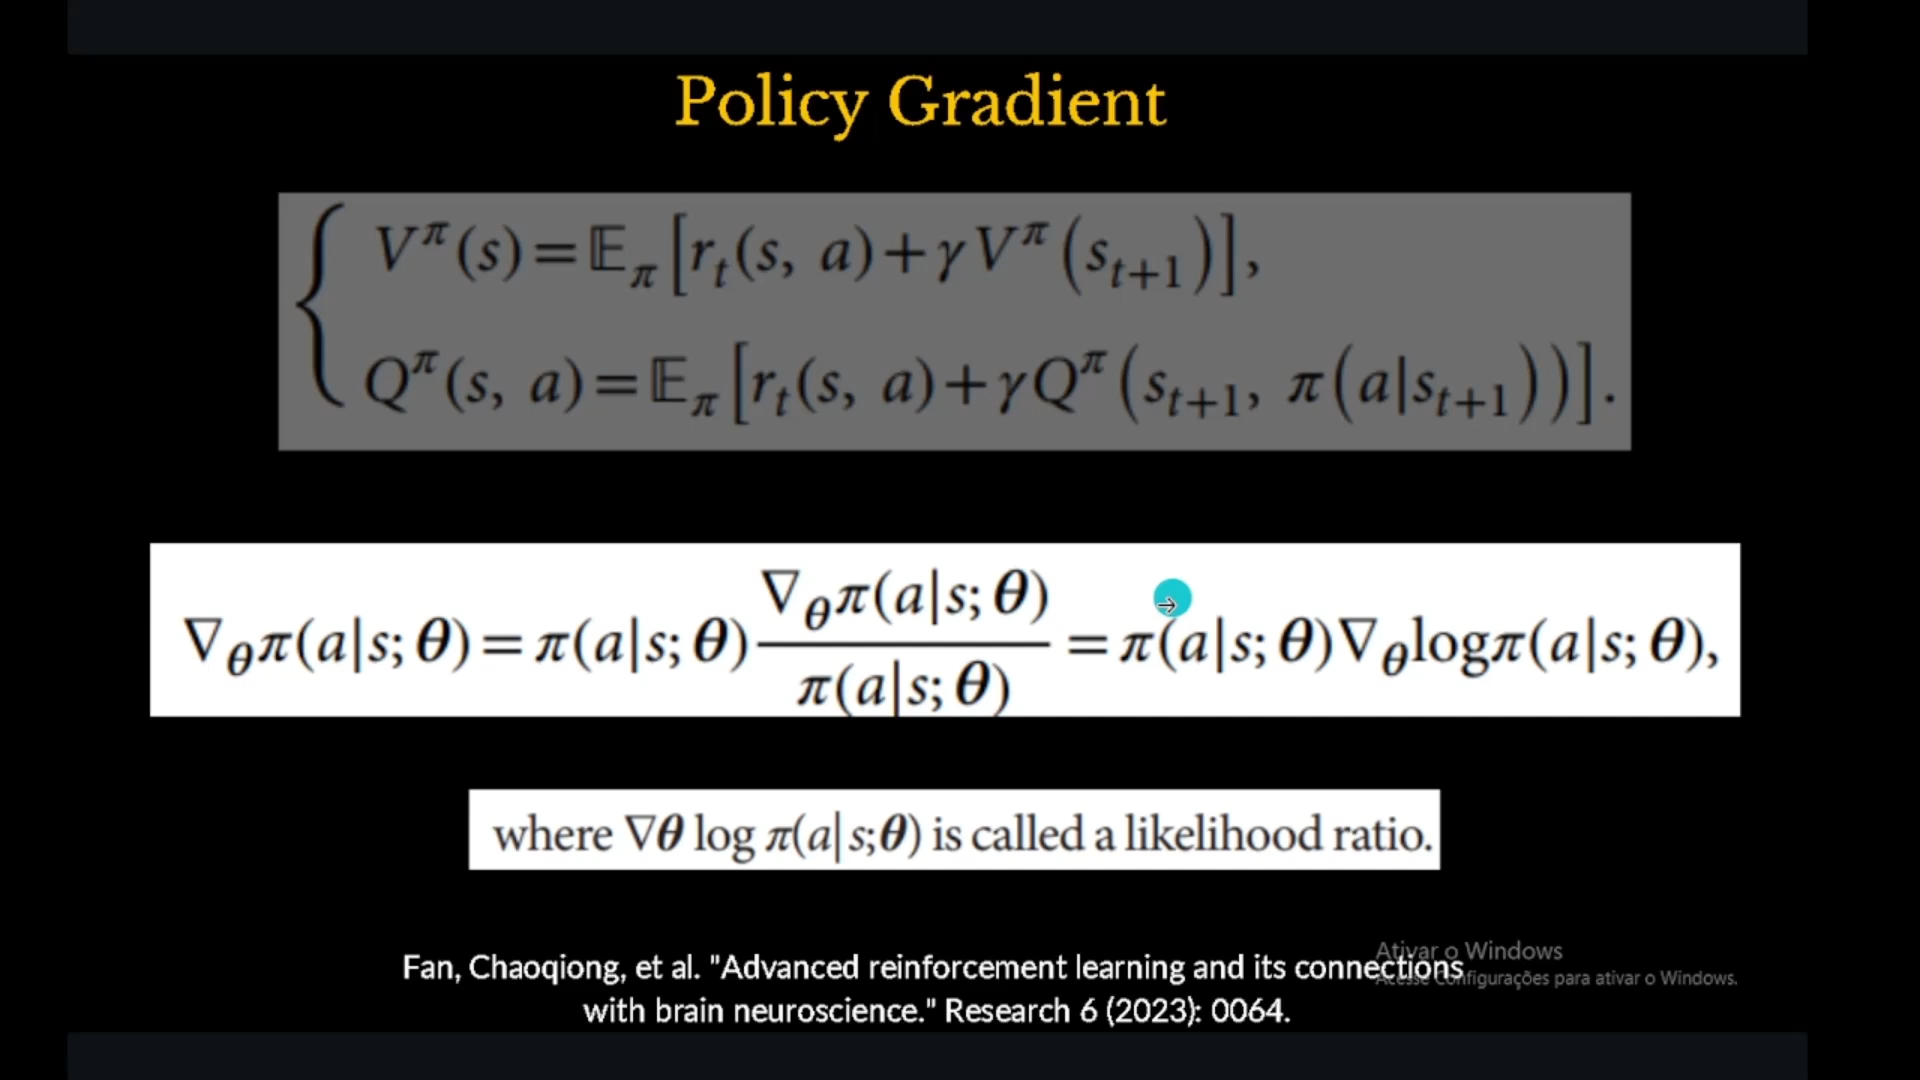 Policy Gradient
V^π(s) = 𝔼_π[r_t(s, a) + γV^π(s_{t+1})],
Q^π(s, a) = 𝔼_π[r_t(s, a) + γQ^π(s_{t+1}, π(a|s_{t+1}))].
∇_θπ(a|s; θ) = π(a|s; θ) ∇_θπ(a|s; θ) / π(a|s; θ) = π(a|s; θ)∇_θlogπ(a|s; θ),
where ∇θ log π(a|s;θ) is called a likelihood ratio.
Fan, Chaoqiong, et al. "Advanced reinforcement learning and its connections
with brain neuroscience." Research 6 (2023): 0064.
Ativar o Windows
Acesse Configurações para ativar o Windows.